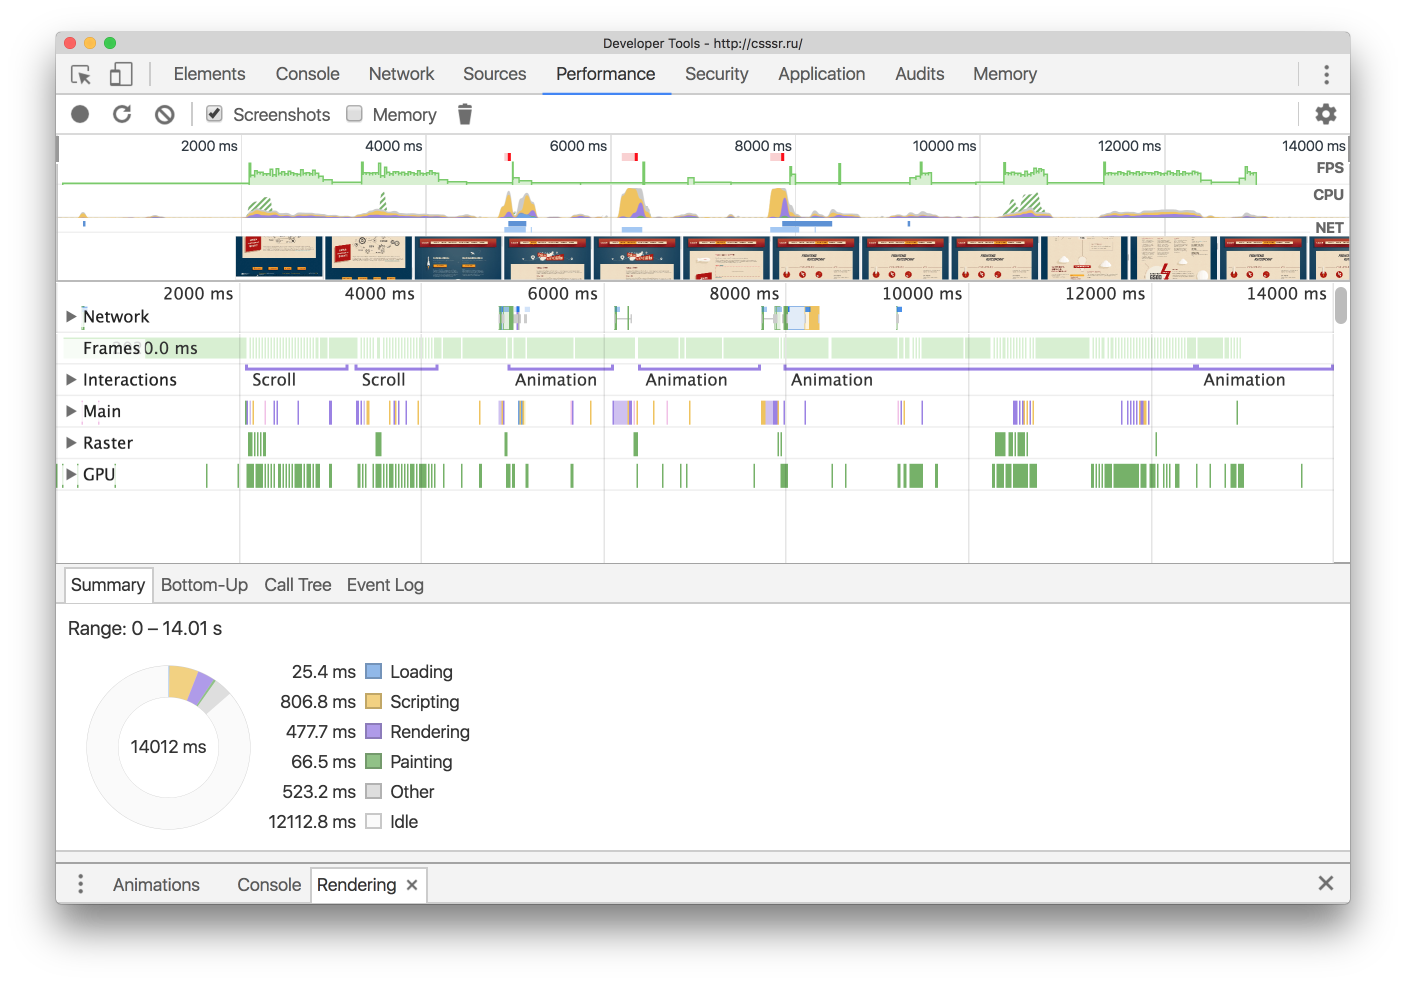 Developer Tools - http://csssr.ru/
Elements Console Network Sources Performance Security Application Audits Memory
Screenshots Memory
2000 ms 4000 ms 6000 ms 8000 ms 10000 ms 12000 ms 14000 ms
FPS
CPU
NET
2000 ms 4000 ms 6000 ms 8000 ms 10000 ms 12000 ms 14000 ms
Network
Frames 0.0 ms
Interactions Scroll Scroll Animation Animation Animation Animation
Main
Raster
GPU
Summary Bottom-Up Call Tree Event Log
Range: 0 – 14.01 s
14012 ms
25.4 ms Loading
806.8 ms Scripting
477.7 ms Rendering
66.5 ms Painting
523.2 ms Other
12112.8 ms Idle
Animations Console Rendering